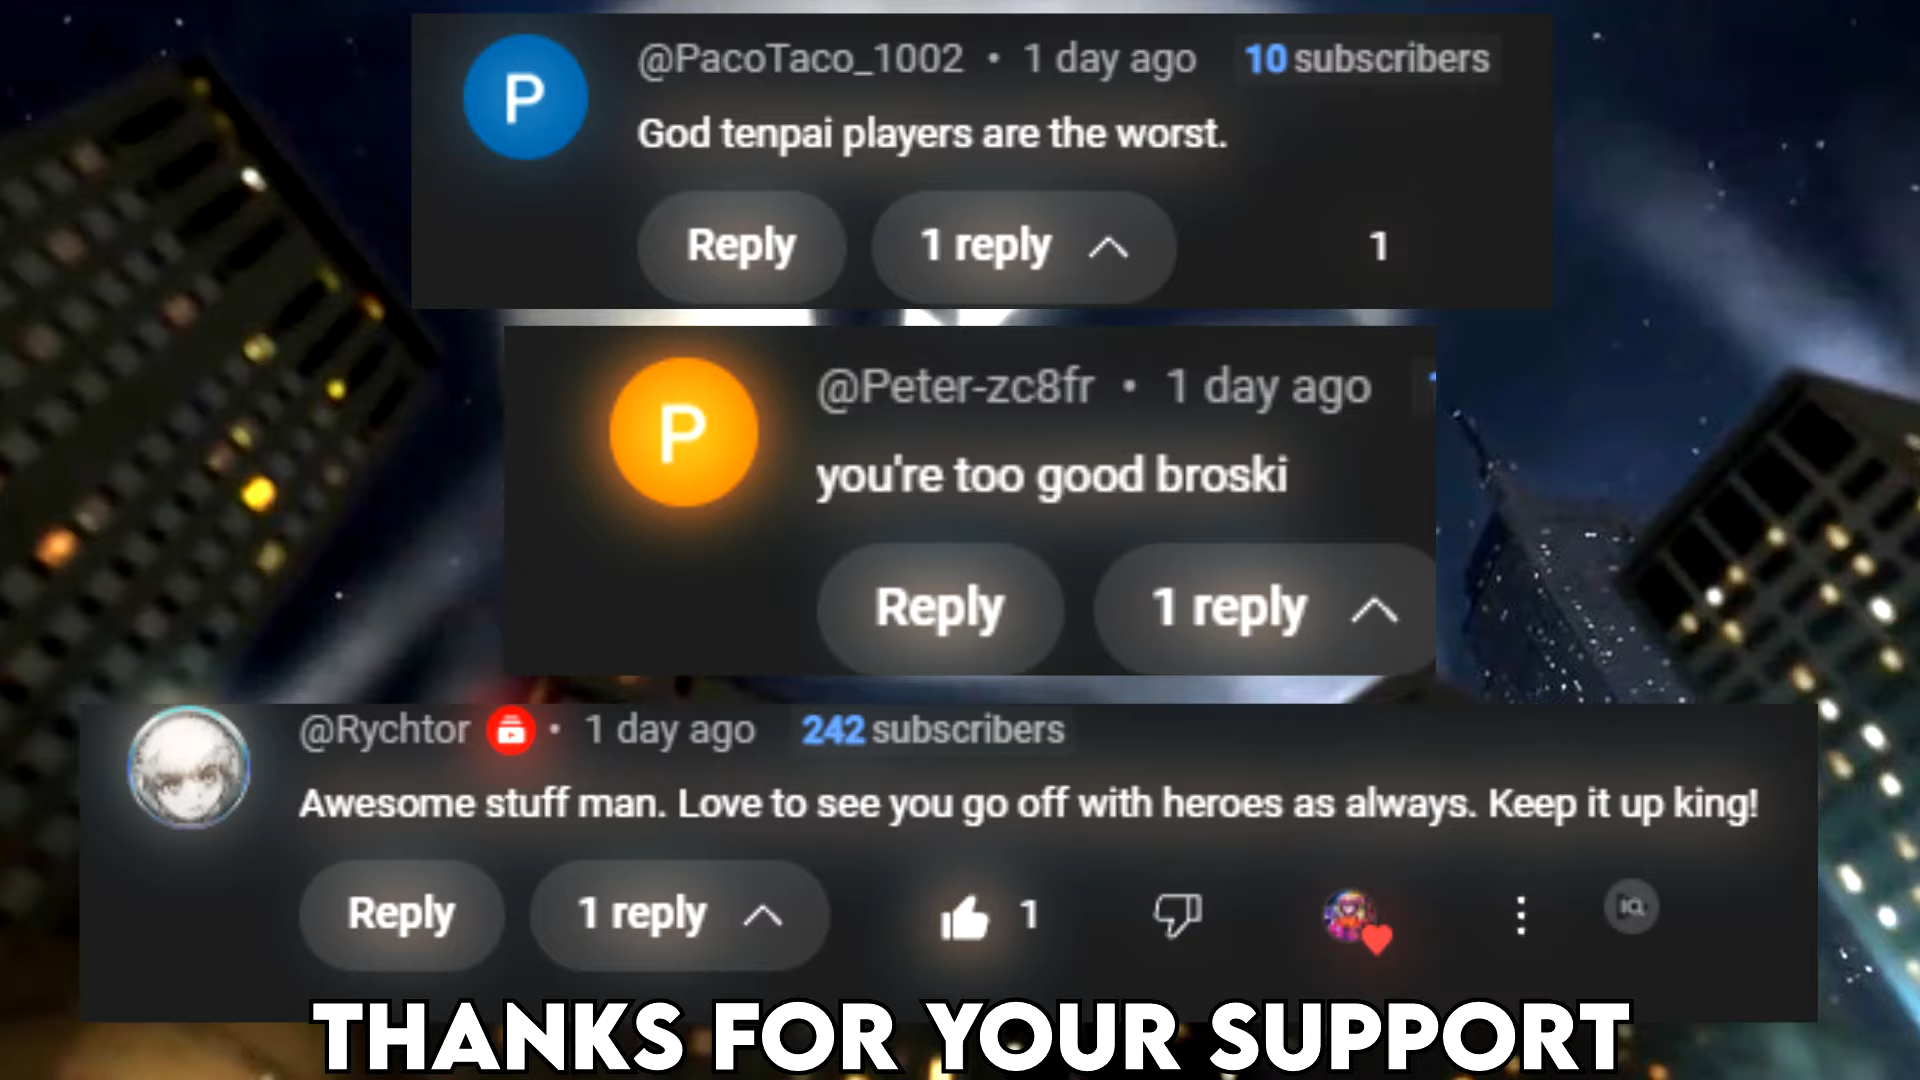 P
@PacoTaco_1002 • 1 day ago 10 subscribers
God tenpai players are the worst.
Reply 1 reply 1
P
@Peter-zc8fr • 1 day ago
you're too good broski
Reply 1 reply
@Rychtor • 1 day ago 242 subscribers
Awesome stuff man. Love to see you go off with heroes as always. Keep it up king!
Reply 1 reply 1 IQ
THANKS FOR YOUR SUPPORT